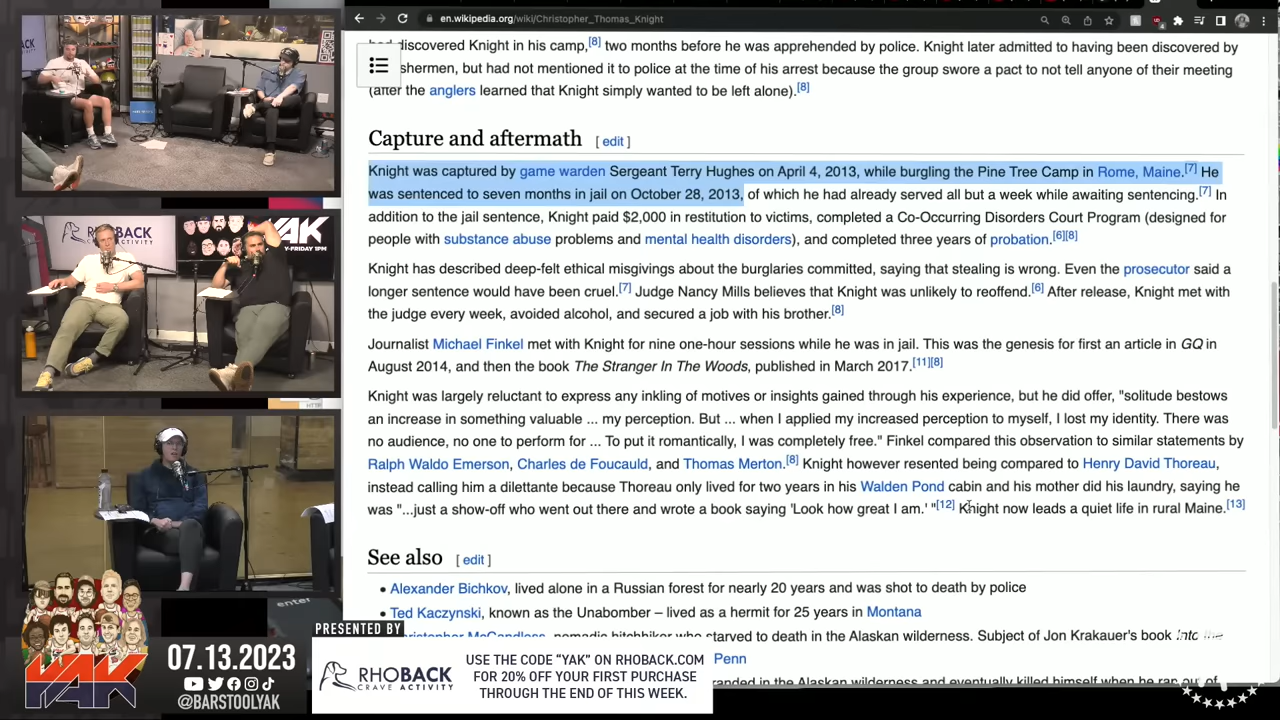 en.wikipedia.org/wiki/Christopher_Thomas_Knight
had discovered Knight in his camp,[8] two months before he was apprehended by police. Knight later admitted to having been discovered by
shermen, but had not mentioned it to police at the time of his arrest because the group swore a pact to not tell anyone of their meeting
(after the anglers learned that Knight simply wanted to be left alone).[8]
Capture and aftermath [ edit ]
Knight was captured by game warden Sergeant Terry Hughes on April 4, 2013, while burgling the Pine Tree Camp in Rome, Maine.[7] He
was sentenced to seven months in jail on October 28, 2013, of which he had already served all but a week while awaiting sentencing.[7] In
addition to the jail sentence, Knight paid $2,000 in restitution to victims, completed a Co-Occurring Disorders Court Program (designed for
people with substance abuse problems and mental health disorders), and completed three years of probation.[6][8]
Knight has described deep-felt ethical misgivings about the burglaries committed, saying that stealing is wrong. Even the prosecutor said a
longer sentence would have been cruel.[7] Judge Nancy Mills believes that Knight was unlikely to reoffend.[6] After release, Knight met with
the judge every week, avoided alcohol, and secured a job with his brother.[8]
Journalist Michael Finkel met with Knight for nine one-hour sessions while he was in jail. This was the genesis for first an article in GQ in
August 2014, and then the book The Stranger In The Woods, published in March 2017.[11][8]
Knight was largely reluctant to express any inkling of motives or insights gained through his experience, but he did offer, "solitude bestows
an increase in something valuable ... my perception. But ... when I applied my increased perception to myself, I lost my identity. There was
no audience, no one to perform for ... To put it romantically, I was completely free." Finkel compared this observation to similar statements by
Ralph Waldo Emerson, Charles de Foucauld, and Thomas Merton.[8] Knight however resented being compared to Henry David Thoreau,
instead calling him a dilettante because Thoreau only lived for two years in his Walden Pond cabin and his mother did his laundry, saying he
was "...just a show-off who went out there and wrote a book saying 'Look how great I am.' "[12] Knight now leads a quiet life in rural Maine.[13]
See also [ edit ]
• Alexander Bichkov, lived alone in a Russian forest for nearly 20 years and was shot to death by police
• Ted Kaczynski, known as the Unabomber – lived as a hermit for 25 years in Montana
Christopher McCandless, nomadic hitchhiker who starved to death in the Alaskan wilderness. Subject of Jon Krakauer's book Into
Penn
randed in the Alaskan wilderness and eventually killed himself when he ran out of
RHOBACK
CRAVE ACTIVITY
YAK
Y-FRIDAY 1PM
enter
PRESENTED BY
YAK
07.13.2023
@BARSTOOLYAK
RHOBACK
CRAVE ACTIVITY
USE THE CODE “YAK” ON RHOBACK.COM
FOR 20% OFF YOUR FIRST PURCHASE
THROUGH THE END OF THIS WEEK.